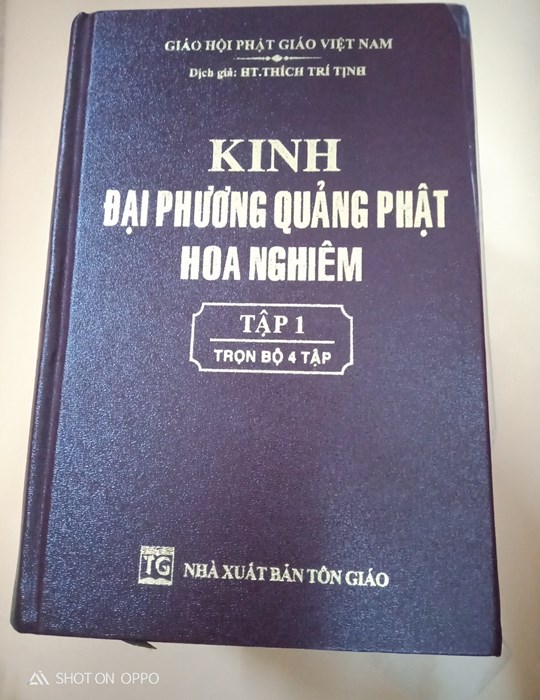 GIÁO HỘI PHẬT GIÁO VIỆT NAM
Dịch giả: HT.THÍCH TRÍ TỊNH
KINH
ĐẠI PHƯƠNG QUẢNG PHẬT
HOA NGHIÊM
TẬP 1
TRỌN BỘ 4 TẬP
TG NHÀ XUẤT BẢN TÔN GIÁO
SHOT ON OPPO